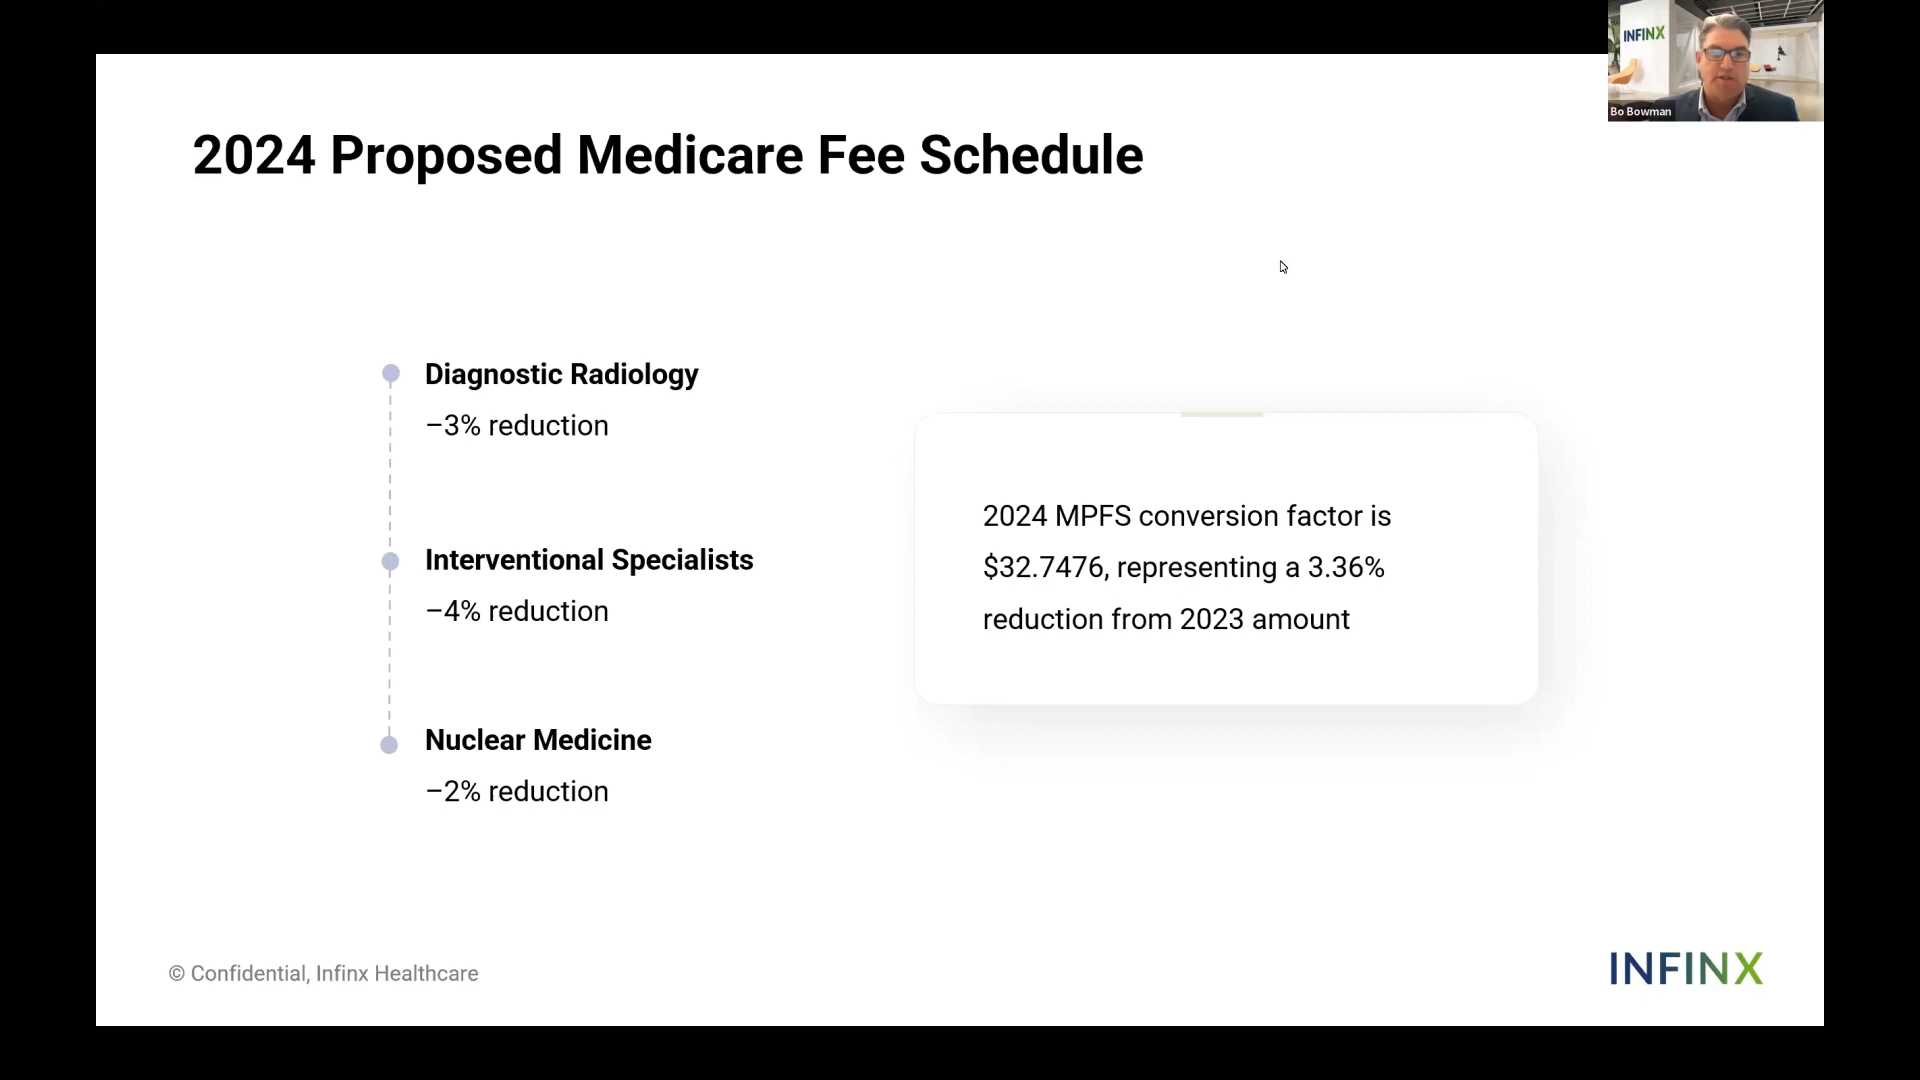 INFINX
Bo Bowman
2024 Proposed Medicare Fee Schedule
Diagnostic Radiology
–3% reduction
Interventional Specialists
–4% reduction
Nuclear Medicine
–2% reduction
2024 MPFS conversion factor is
$32.7476, representing a 3.36%
reduction from 2023 amount
© Confidential, Infinx Healthcare
INFINX